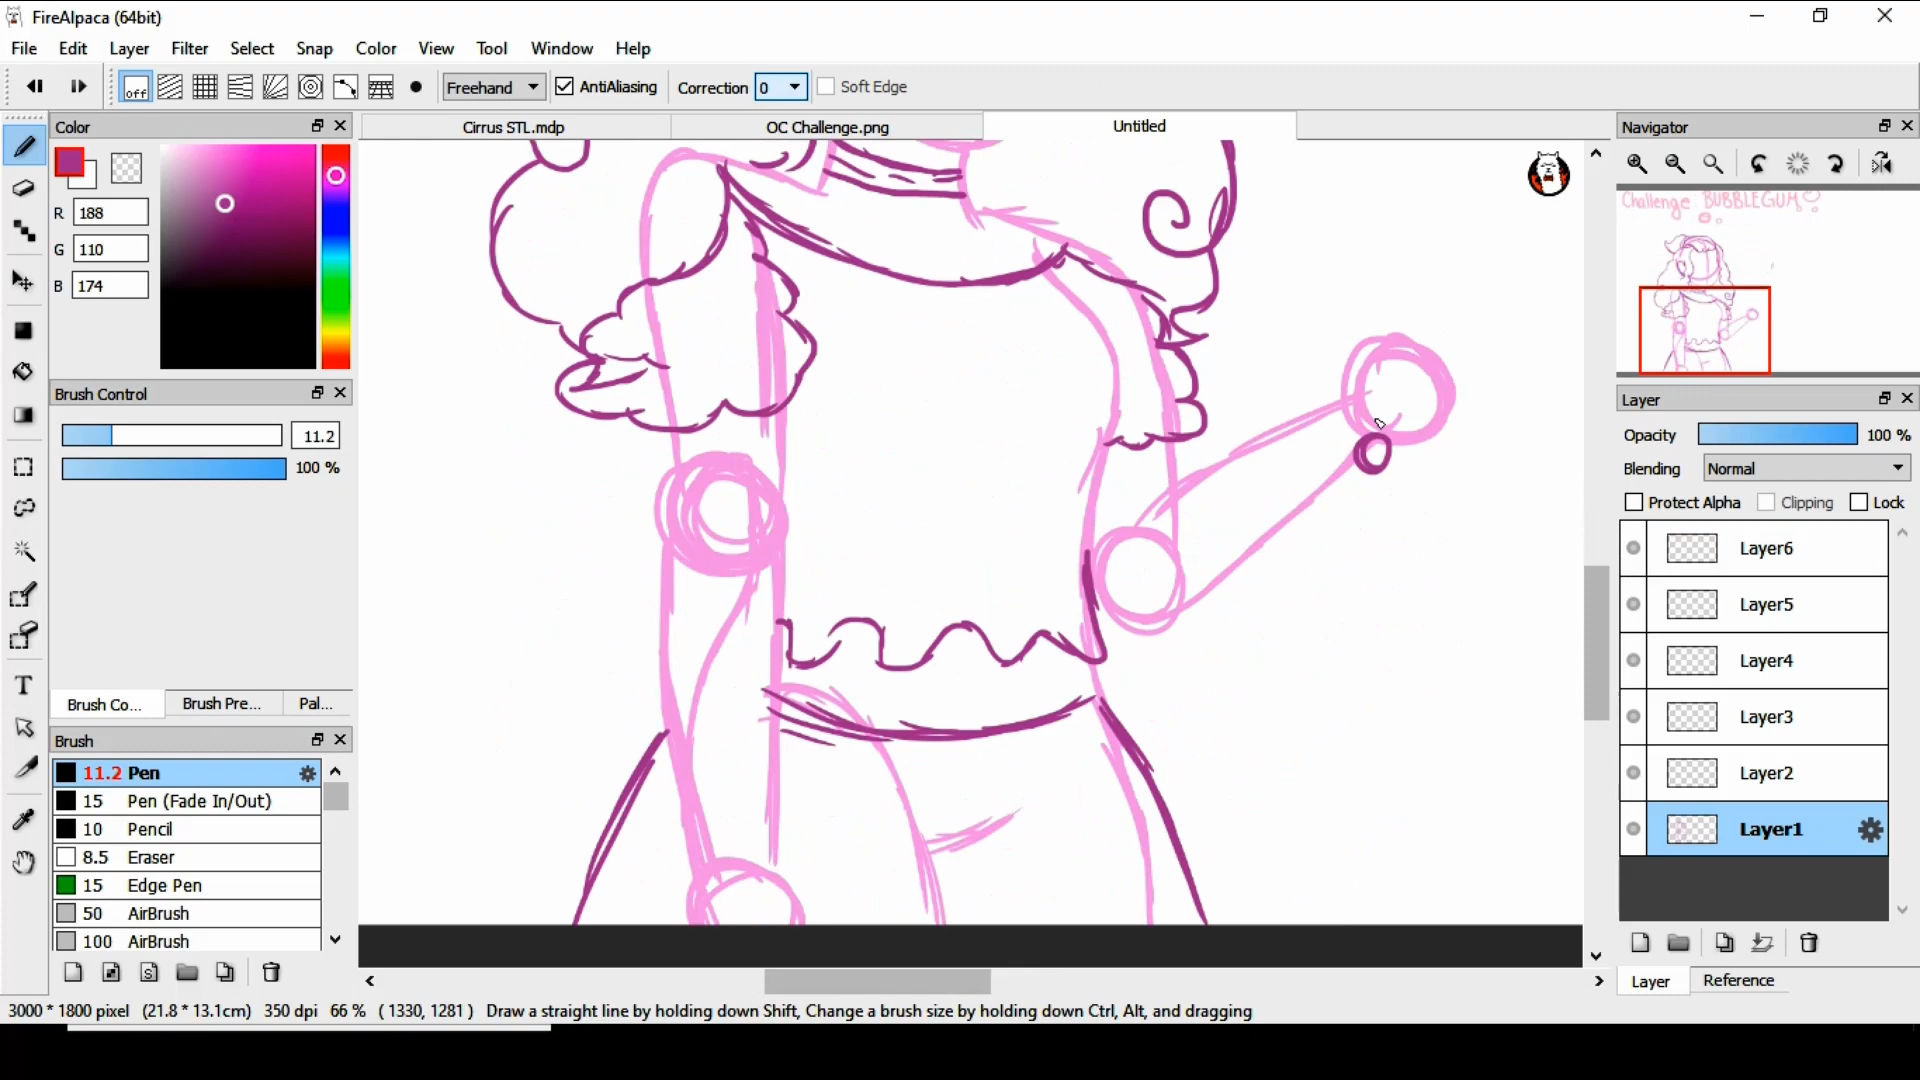 FireAlpaca (64bit)
File Edit Layer Filter Select Snap Color View Tool Window Help
off Freehand AntiAliasing Correction 0 Soft Edge
Color
Cirrus STL.mdp OC Challenge.png Untitled
Navigator
R 188
G 110
B 174
Challenge: BUBBLEGUM
Brush Control
11.2
100 %
Layer
Opacity 100 %
Blending Normal
Protect Alpha Clipping Lock
Layer6
Layer5
Layer4
Layer3
Layer2
Layer1
Brush Co... Brush Pre... Pal...
Brush
11.2 Pen
15 Pen (Fade In/Out)
10 Pencil
8.5 Eraser
15 Edge Pen
50 AirBrush
100 AirBrush
S
T
Layer Reference
3000 * 1800 pixel (21.8 * 13.1cm) 350 dpi 66 % ( 1330, 1281 ) Draw a straight line by holding down Shift, Change a brush size by holding down Ctrl, Alt, and dragging